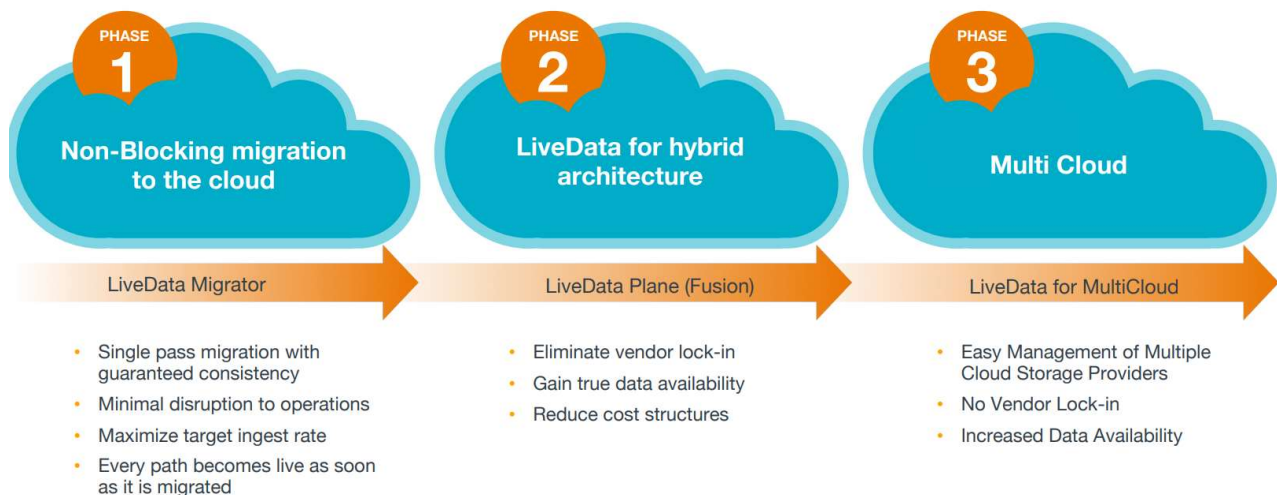 PHASE
1
Non-Blocking migration
to the cloud
LiveData Migrator
• Single pass migration with
guaranteed consistency
• Minimal disruption to operations
• Maximize target ingest rate
• Every path becomes live as soon
as it is migrated
PHASE
2
LiveData for hybrid
architecture
LiveData Plane (Fusion)
• Eliminate vendor lock-in
• Gain true data availability
• Reduce cost structures
PHASE
3
Multi Cloud
LiveData for MultiCloud
• Easy Management of Multiple
Cloud Storage Providers
• No Vendor Lock-in
• Increased Data Availability